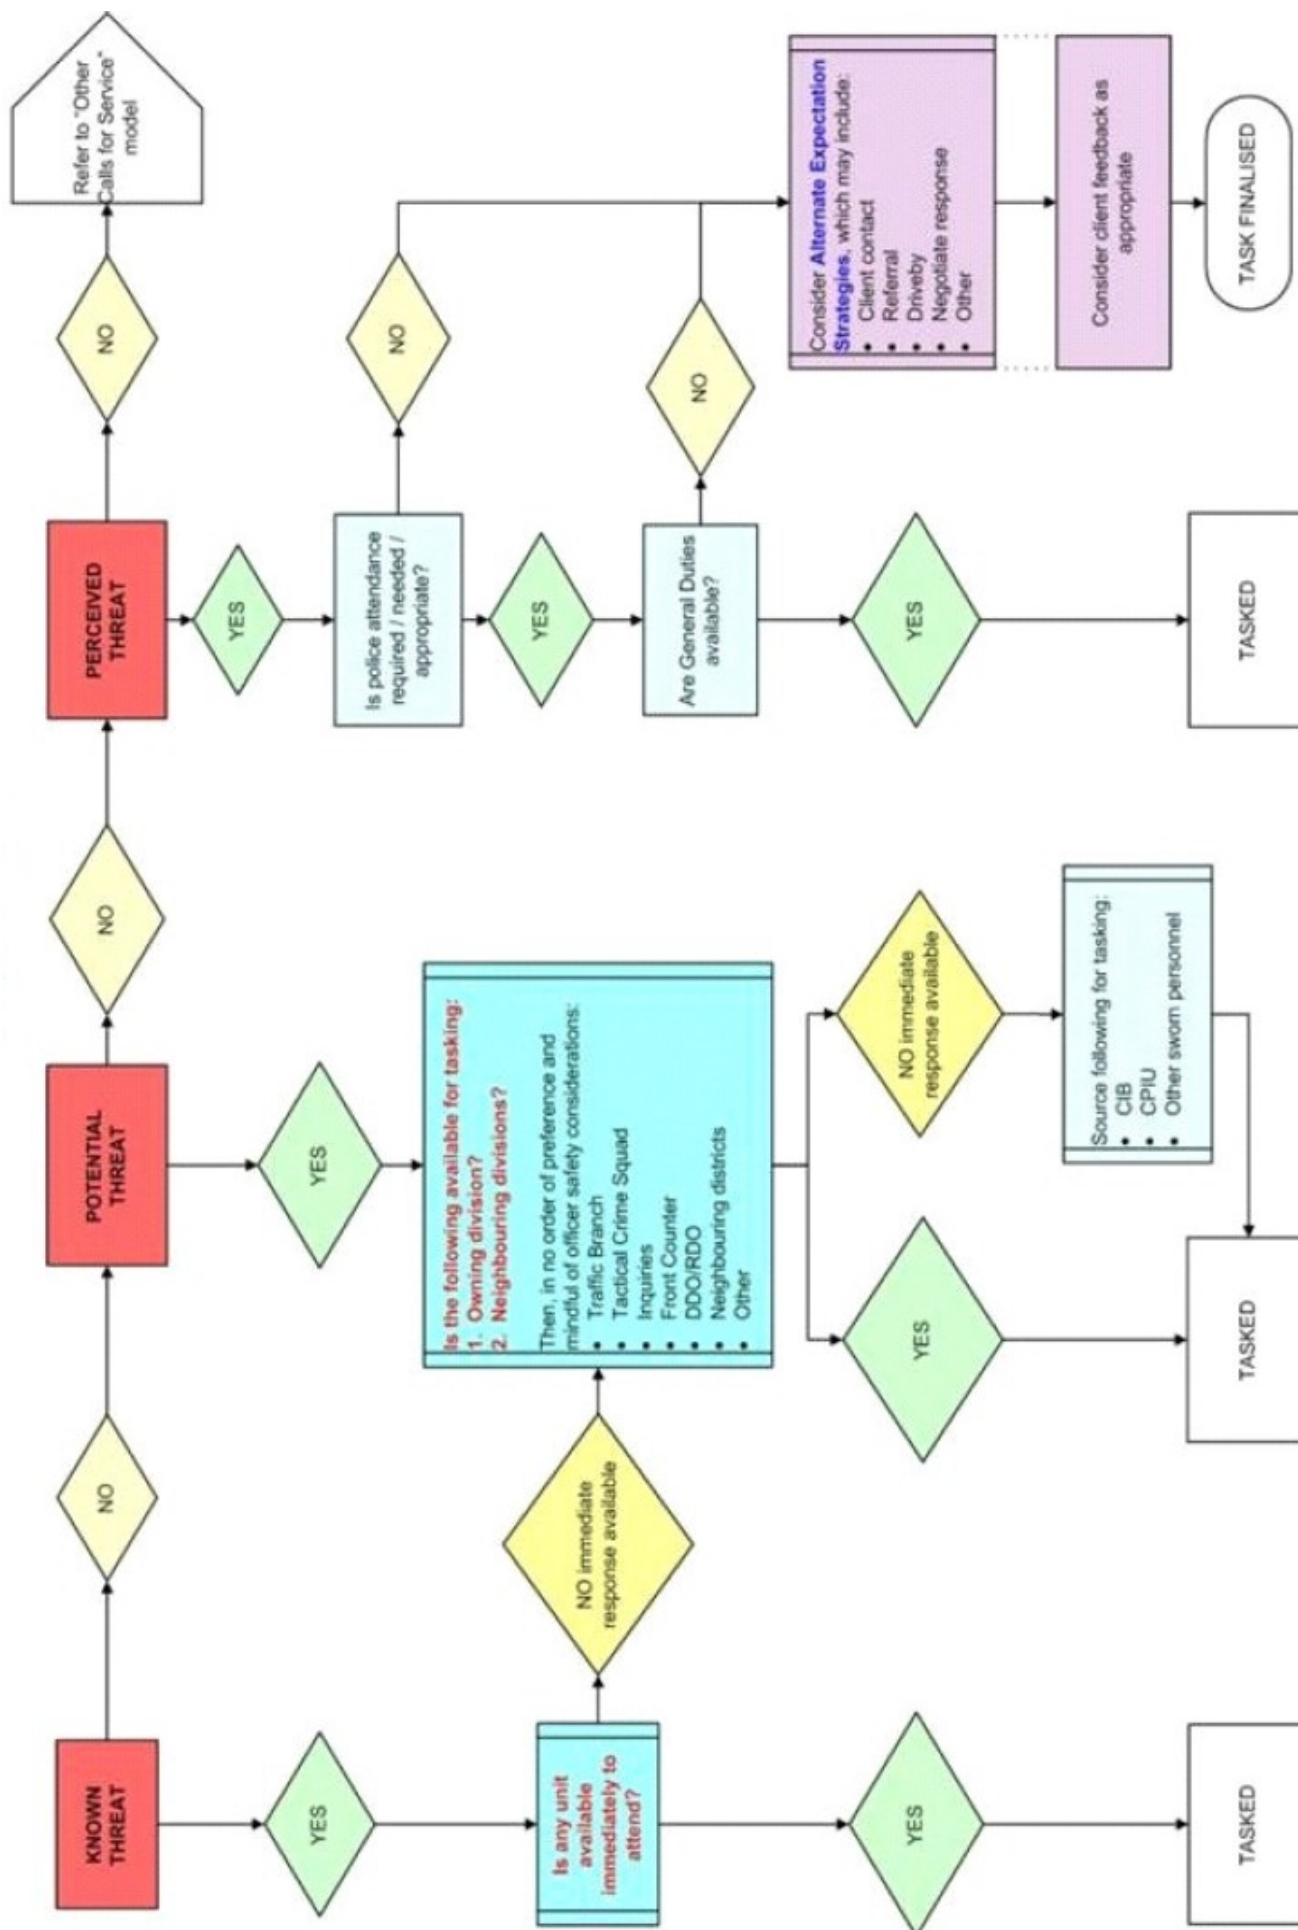 KNOWN
THREAT
NO
POTENTIAL
THREAT
NO
PERCEIVED
THREAT
NO
Refer to "Other
Calls for Service"
model
YES
YES
YES
Is any unit
available
immediately to
attend?
NO immediate
response available
Is the following available for tasking:
1. Owning division?
2. Neighbouring divisions?
Then, in no order of preference and
mindful of officer safety considerations:
• Traffic Branch
• Tactical Crime Squad
• Inquiries
• Front Counter
• DDO/RDO
• Neighbouring districts
• Other
Is police attendance
required / needed /
appropriate?
NO
YES
Are General Duties
available?
NO
Consider Alternate Expectation
Strategies, which may include:
• Client contact
• Referral
• Driveby
• Negotiate response
• Other
YES
YES
NO immediate
response available
YES
Source following for tasking:
• CIB
• CPIU
• Other sworn personnel
Consider client feedback as
appropriate
TASKED
TASKED
TASKED
TASK FINALISED